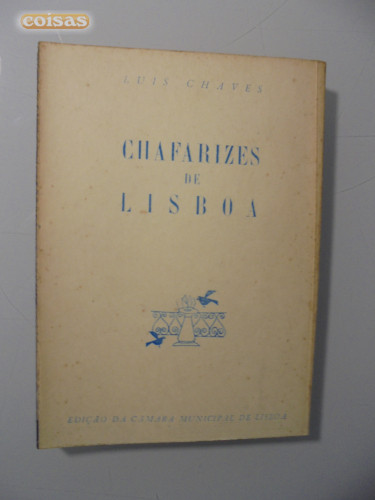 coisas
LUIS CHAVES
CHAFARIZES
DE
LISBOA
EDIÇÃO DA CÂMARA MUNICIPAL DE LISBOA